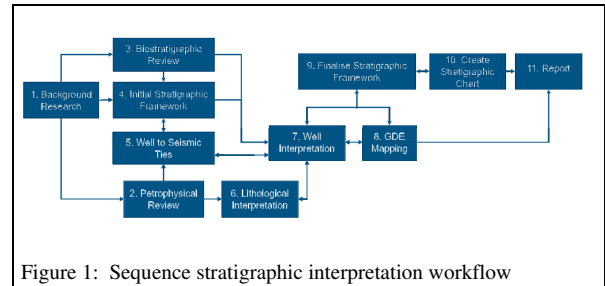 3. Biostratigraphic
Review
9. Finalise Stratigraphic
Framework
10. Create
Stratigraphic
Chart
11. Report
1. Background
Research
4. Initial Stratigraphic
Framework
5. Well to Seismic
Ties
7. Well
Interpretation
8. GDE
Mapping
2. Petrophysical
Review
6. Lithological
Interpretation
Figure 1: Sequence stratigraphic interpretation workflow